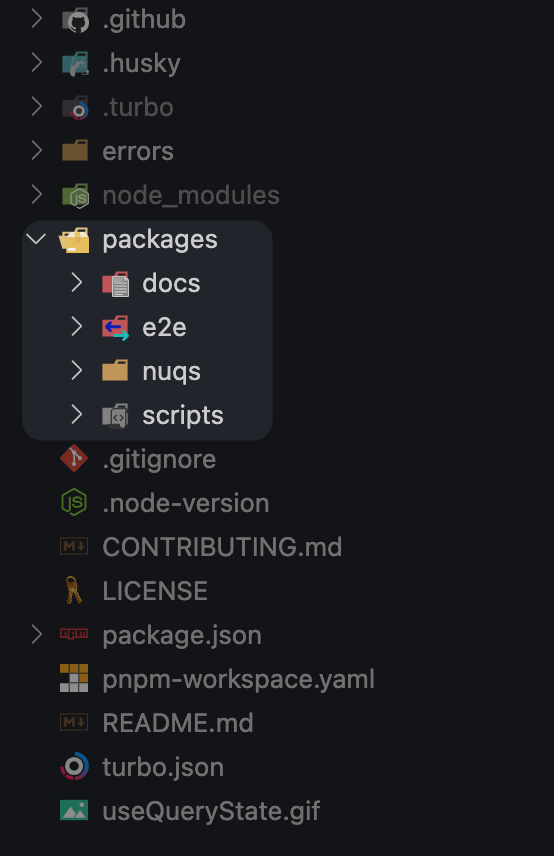 .github
.husky
.turbo
errors
node_modules
packages
docs
e2e
nuqs
scripts
.gitignore
.node-version
CONTRIBUTING.md
LICENSE
package.json
pnpm-workspace.yaml
README.md
turbo.json
useQueryState.gif